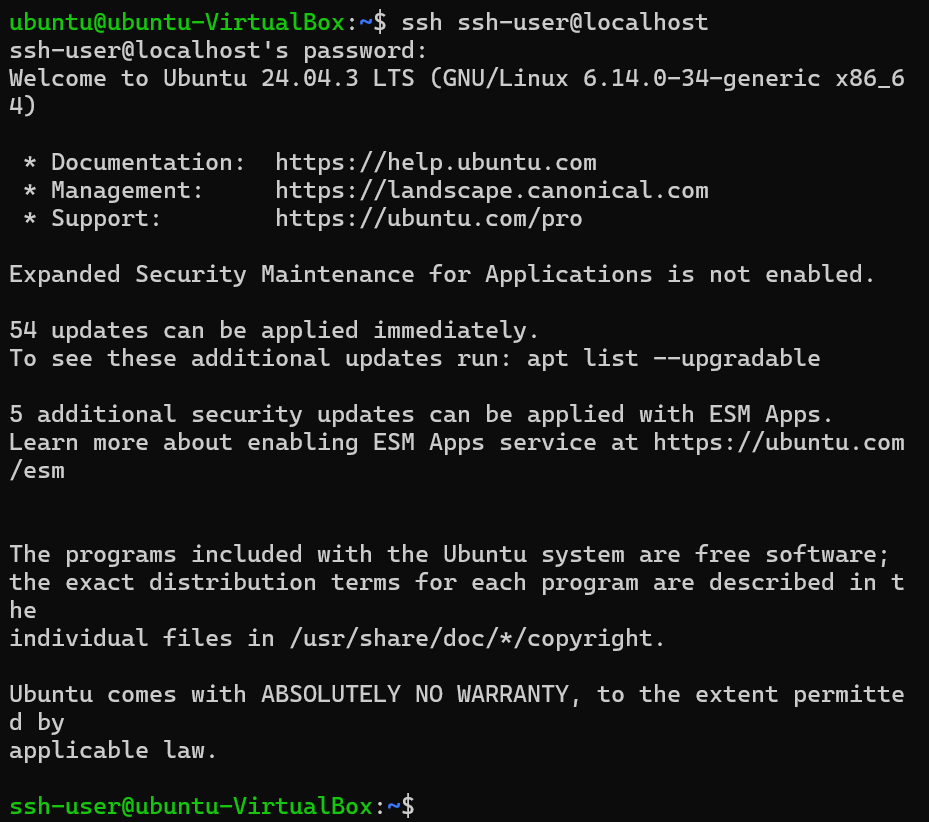 ubuntu@ubuntu-VirtualBox:~$ ssh ssh-user@localhost
ssh-user@localhost's password:
Welcome to Ubuntu 24.04.3 LTS (GNU/Linux 6.14.0-34-generic x86_6
4)
 * Documentation:  https://help.ubuntu.com
 * Management:     https://landscape.canonical.com
 * Support:        https://ubuntu.com/pro
Expanded Security Maintenance for Applications is not enabled.
54 updates can be applied immediately.
To see these additional updates run: apt list --upgradable
5 additional security updates can be applied with ESM Apps.
Learn more about enabling ESM Apps service at https://ubuntu.com
/esm
The programs included with the Ubuntu system are free software;
the exact distribution terms for each program are described in t
he
individual files in /usr/share/doc/*/copyright.
Ubuntu comes with ABSOLUTELY NO WARRANTY, to the extent permitte
d by
applicable law.
ssh-user@ubuntu-VirtualBox:~$